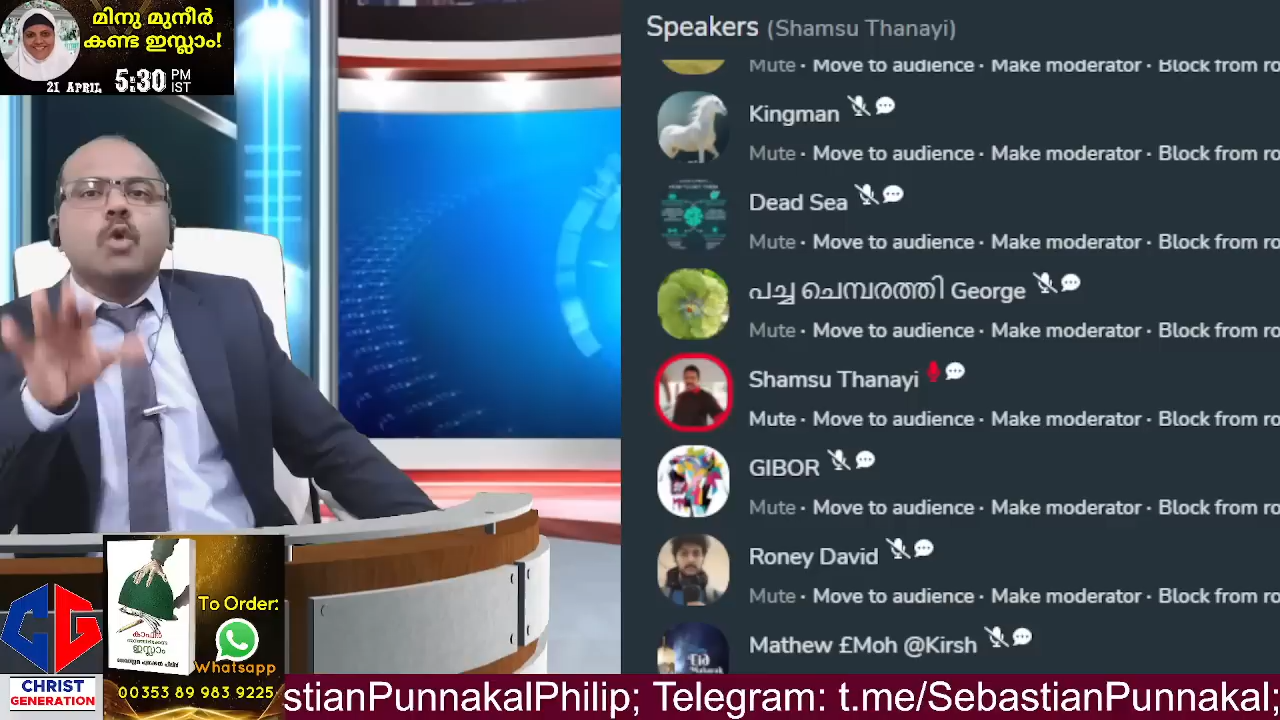 മിനു മുനീർ
കണ്ട ഇസ്ലാം!
21 APRIL 5:30 PM IST
Speakers (Shamsu Thanayi)
Mute · Move to audience · Make moderator · Block from ro
Kingman
Mute · Move to audience · Make moderator · Block from ro
Dead Sea
Mute · Move to audience · Make moderator · Block from ro
പച്ച ചെമ്പരത്തി George
Mute · Move to audience · Make moderator · Block from ro
Shamsu Thanayi
Mute · Move to audience · Make moderator · Block from ro
GIBOR
Mute · Move to audience · Make moderator · Block from ro
Roney David
Mute · Move to audience · Make moderator · Block from ro
Mathew £Moh @Kirsh
Eid
Mubarak
CG
CHRIST
GENERATION
കാഫിർ
ഇസ്ലാം
To Order:
Whatsapp
00353 89 983 9225
stianPunnakalPhilip; Telegram: t.me/SebastianPunnakal;